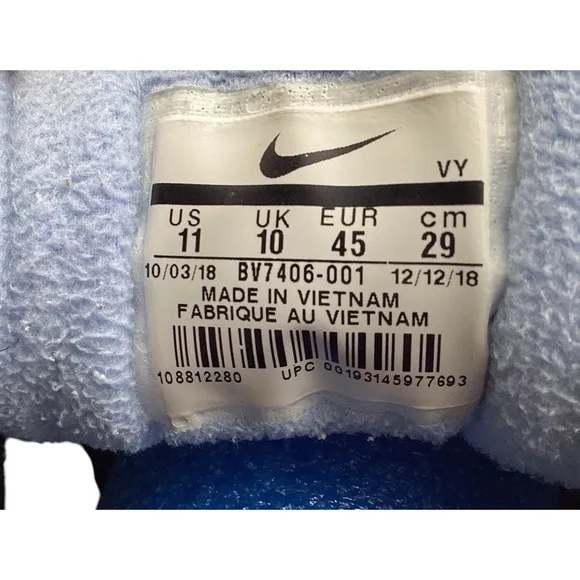 VY
US UK EUR cm
11 10 45 29
10/03/18 BV7406-001 12/12/18
MADE IN VIETNAM
FABRIQUE AU VIETNAM
108812280 UPC 00193145977693